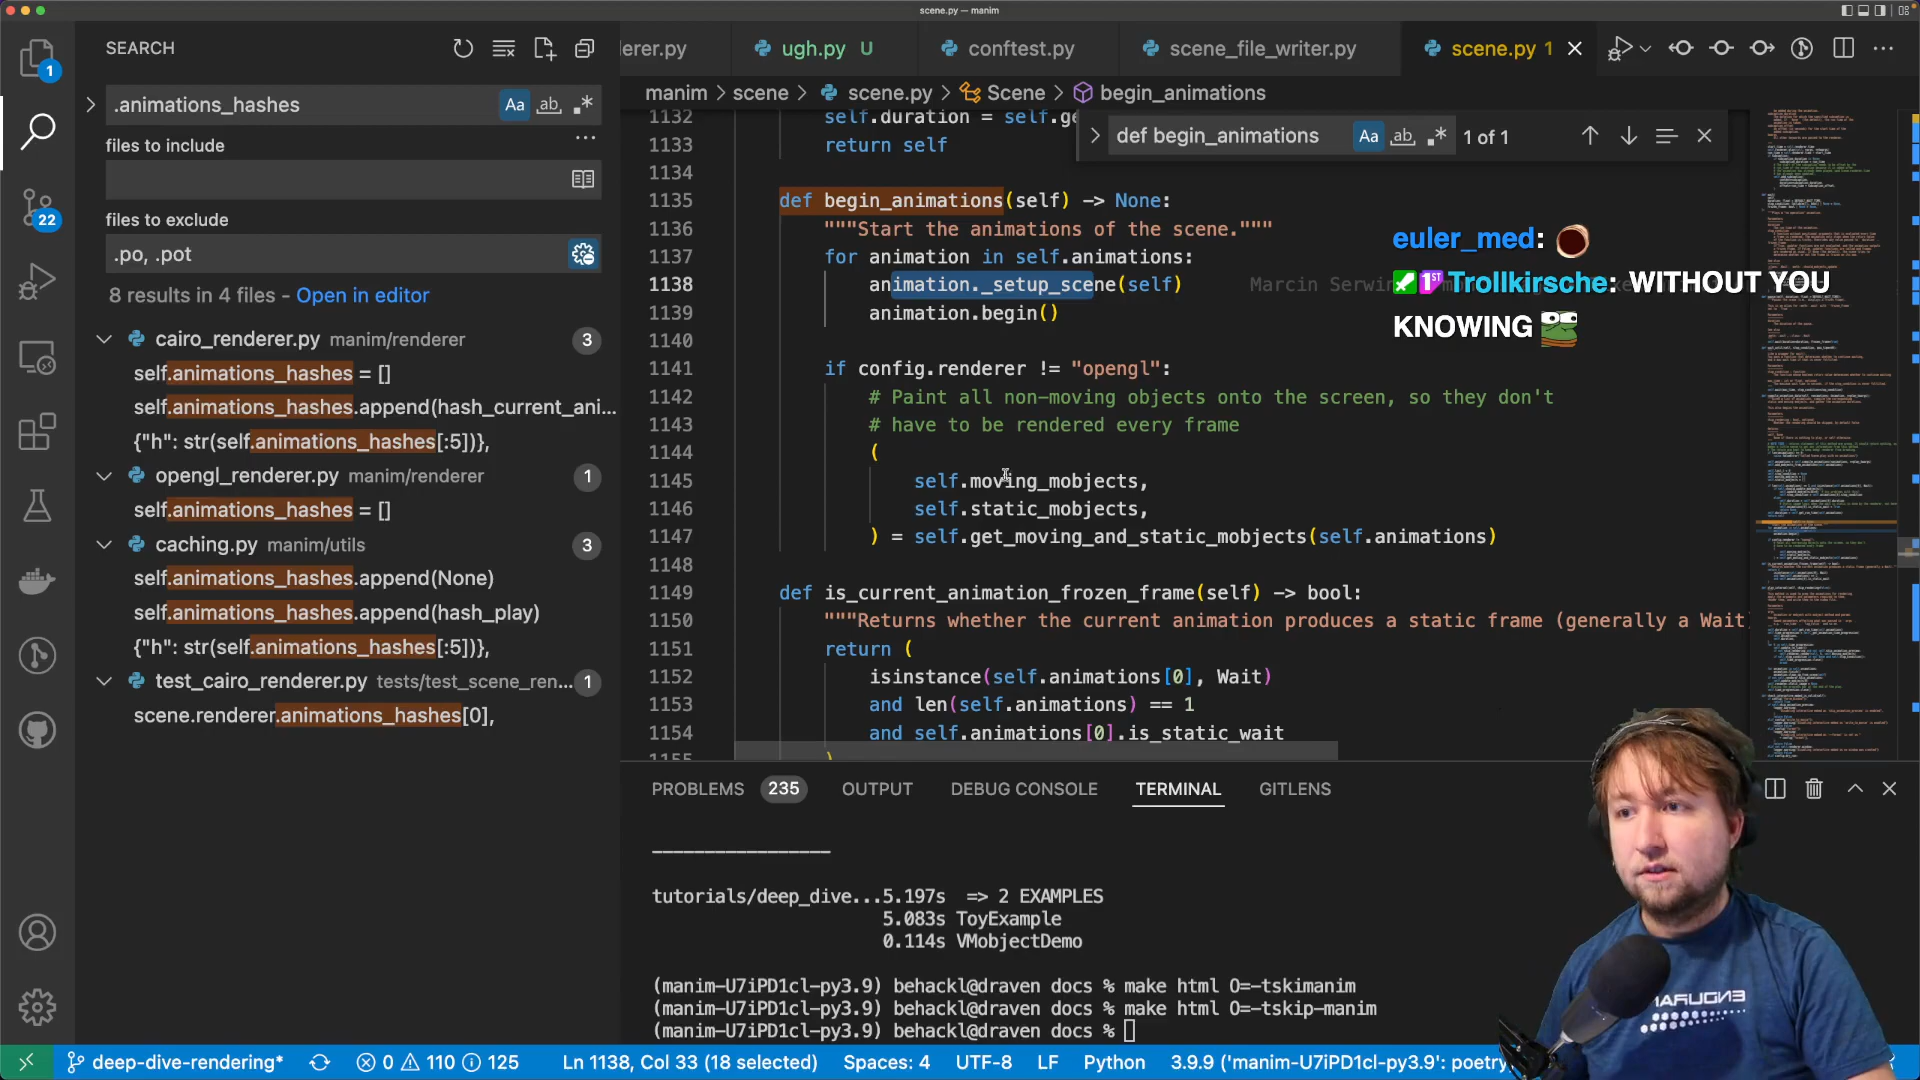 scene.py — manim
SEARCH
erer.py
ugh.py U
conftest.py
scene_file_writer.py
scene.py 1
.animations_hashes
Aa
ab
manim > scene > scene.py > Scene > begin_animations
def begin_animations
Aa
ab
1 of 1
files to include
files to exclude
.po, .pot
8 results in 4 files - Open in editor
cairo_renderer.py manim/renderer 3
self.animations_hashes = []
self.animations_hashes.append(hash_current_ani...
{"h": str(self.animations_hashes[:5])},
opengl_renderer.py manim/renderer 1
self.animations_hashes = []
caching.py manim/utils 3
self.animations_hashes.append(None)
self.animations_hashes.append(hash_play)
{"h": str(self.animations_hashes[:5])},
test_cairo_renderer.py tests/test_scene_ren... 1
scene.renderer.animations_hashes[0],
1
22
1132 self.duration = self.ge
1133 return self
1134
1135 def begin_animations(self) -> None:
1136 """Start the animations of the scene."""
1137 for animation in self.animations:
1138 animation._setup_scene(self) Marcin Serwin
1139 animation.begin()
1140
1141 if config.renderer != "opengl":
1142 # Paint all non-moving objects onto the screen, so they don't
1143 # have to be rendered every frame
1144 (
1145 self.moving_mobjects,
1146 self.static_mobjects,
1147 ) = self.get_moving_and_static_mobjects(self.animations)
1148
1149 def is_current_animation_frozen_frame(self) -> bool:
1150 """Returns whether the current animation produces a static frame (generally a Wait
1151 return (
1152 isinstance(self.animations[0], Wait)
1153 and len(self.animations) == 1
1154 and self.animations[0].is_static_wait
1155 )
euler_med:
1ST Trollkirsche: WITHOUT YOU
KNOWING
PROBLEMS 235 OUTPUT DEBUG CONSOLE TERMINAL GITLENS
tutorials/deep_dive...5.197s => 2 EXAMPLES
5.083s ToyExample
0.114s VMobjectDemo
(manim-U7iPD1cl-py3.9) behackl@draven docs % make html O=-tskimanim
(manim-U7iPD1cl-py3.9) behackl@draven docs % make html O=-tskip-manim
(manim-U7iPD1cl-py3.9) behackl@draven docs %
deep-dive-rendering* 0 110 125 Ln 1138, Col 33 (18 selected) Spaces: 4 UTF-8 LF Python 3.9.9 ('manim-U7iPD1cl-py3.9': poetry